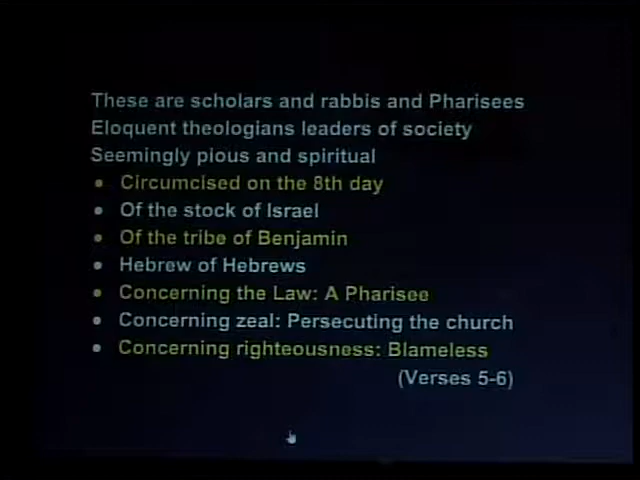 These are scholars and rabbis and Pharisees
Eloquent theologians leaders of society
Seemingly pious and spiritual
• Circumcised on the 8th day
• Of the stock of Israel
• Of the tribe of Benjamin
• Hebrew of Hebrews
• Concerning the Law: A Pharisee
• Concerning zeal: Persecuting the church
• Concerning righteousness: Blameless
(Verses 5-6)